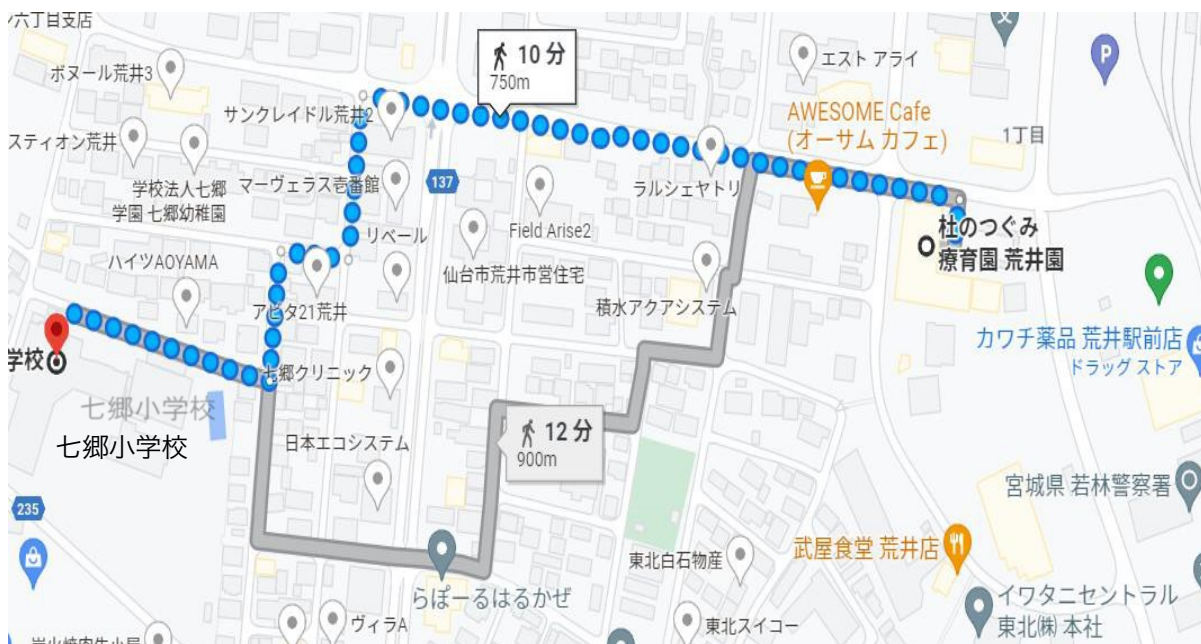 六丁目支店
ボヌール荒井3
スティオン荒井
学校法人七郷
学園 七郷幼稚園
ハイツAOYAMA
サンクレイドル荒井2
マーヴェラス壱番館
リベール
アピタ21荒井
七郷クリニック
日本エコシステム
10 分
750m
137
Field Arise2
仙台市荒井市営住宅
積水アクアシステム
ラルシェヤトリ
エスト アライ
AWESOME Cafe
(オーサム カフェ)
P
1丁目
杜のつぐみ
療育園 荒井園
カワチ薬品 荒井駅前店
ドラッグ ストア
学校
七郷小学校
七郷小学校
12 分
900m
235
宮城県 若林警察署
武屋食堂 荒井店
東北白石物産
らぽーるはるかぜ
イワタニセントラル
東北㈱ 本社
ヴィラA
東北スイコー